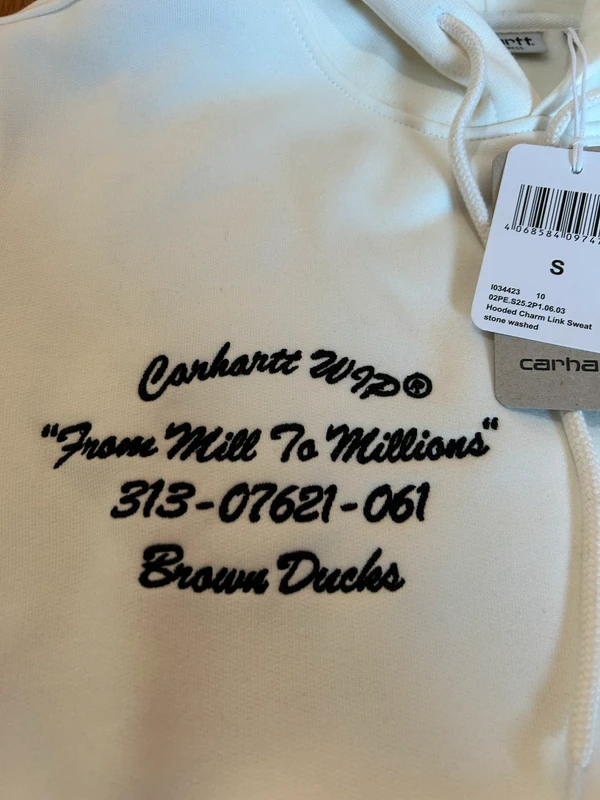 Carhartt WIP®
"From Mill To Millions"
313-07621-061
Brown Ducks
S
I034423 10
02PE.S25.2P1.06.03
Hooded Charm Link Sweat
stone washed